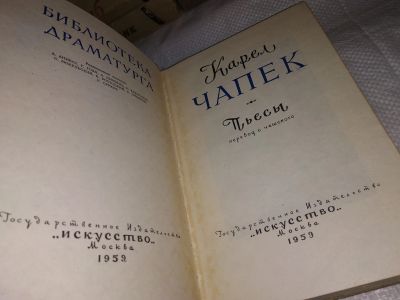 БИБЛИОТЕКА
ДРАМАТУРГА
Государственное Издательство
„ИСКУССТВО“
Москва
1959
Карел
ЧАПЕК
Пьесы
перевод с чешского
Государственное Издательство
„ИСКУССТВО“
Москва
1959